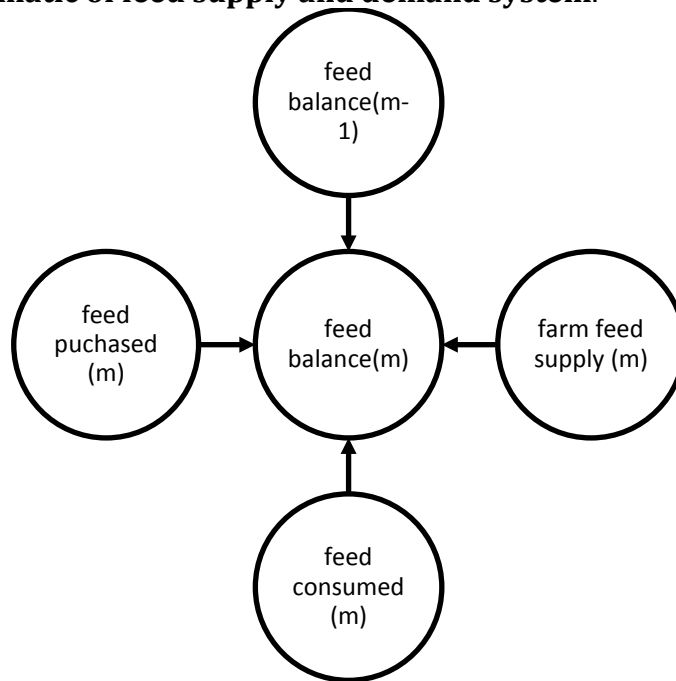 matic of feed supply and demand system.
feed
balance(m-
1)
feed
puchased
(m)
feed
balance(m)
farm feed
supply (m)
feed
consumed
(m)